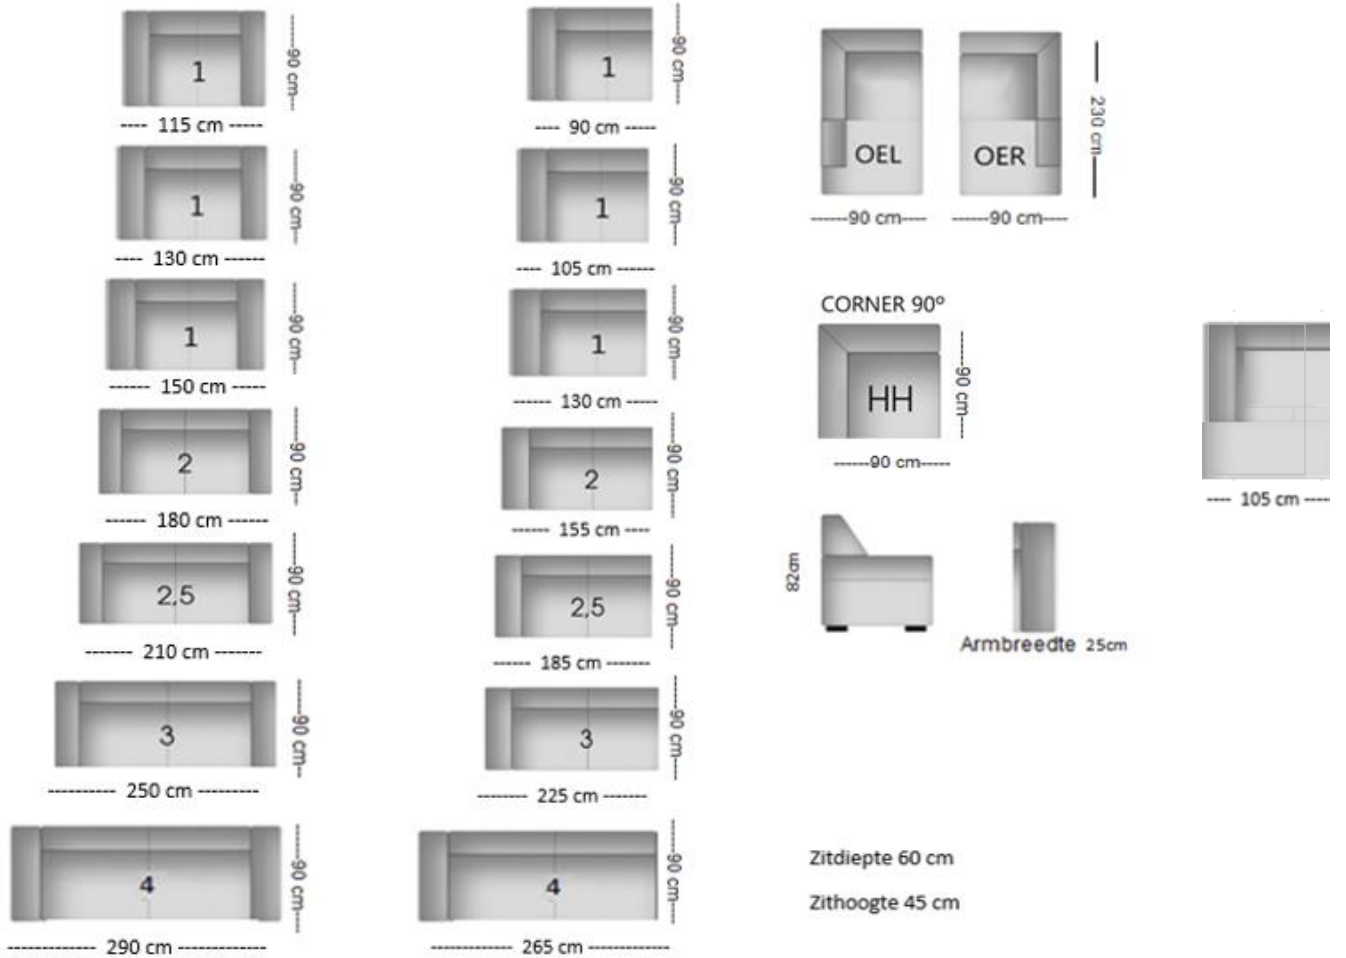 1
-----90 cm---
---- 115 cm -----
1
-----90 cm---
---- 130 cm ------
1
-----90 cm---
----- 150 cm -----
2
-----90 cm---
------ 180 cm ------
2,5
-----90 cm---
------- 210 cm -------
3
-----90 cm---
----------- 250 cm ----------
4
-----90 cm---
-------------- 290 cm --------------
1
-----90 cm---
---- 90 cm -----
1
-----90 cm---
---- 105 cm ------
1
-----90 cm---
----- 130 cm -----
2
-----90 cm---
------ 155 cm ------
2,5
-----90 cm---
------ 185 cm ------
3
-----90 cm---
-------- 225 cm -------
4
-----90 cm---
------------ 265 cm --------------
OEL
OER
230 cm
------90 cm----
-----90 cm----
CORNER 90º
HH
-----90 cm---
------90 cm-----
---- 105 cm ----
82cm
Armbreedte 25cm
Zitdiepte 60 cm
Zithoogte 45 cm